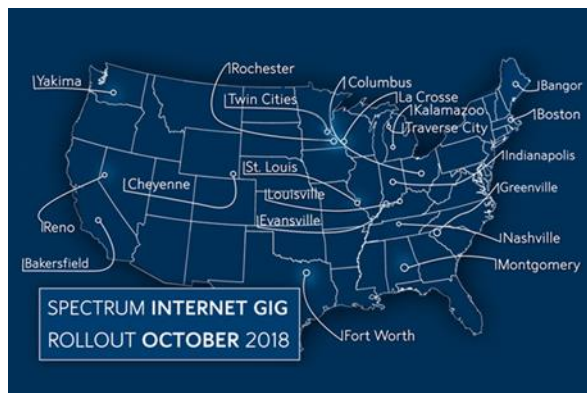 Rochester
Columbus
Yakima
Twin Cities
La Crosse
Kalamazoo
Bangor
Traverse City
Boston
Indianapolis
St. Louis
Cheyenne
Louisville
Greenville
Evansville
Reno
Nashville
Bakersfield
Montgomery
SPECTRUM INTERNET GIG
ROLLOUT OCTOBER 2018
Fort Worth